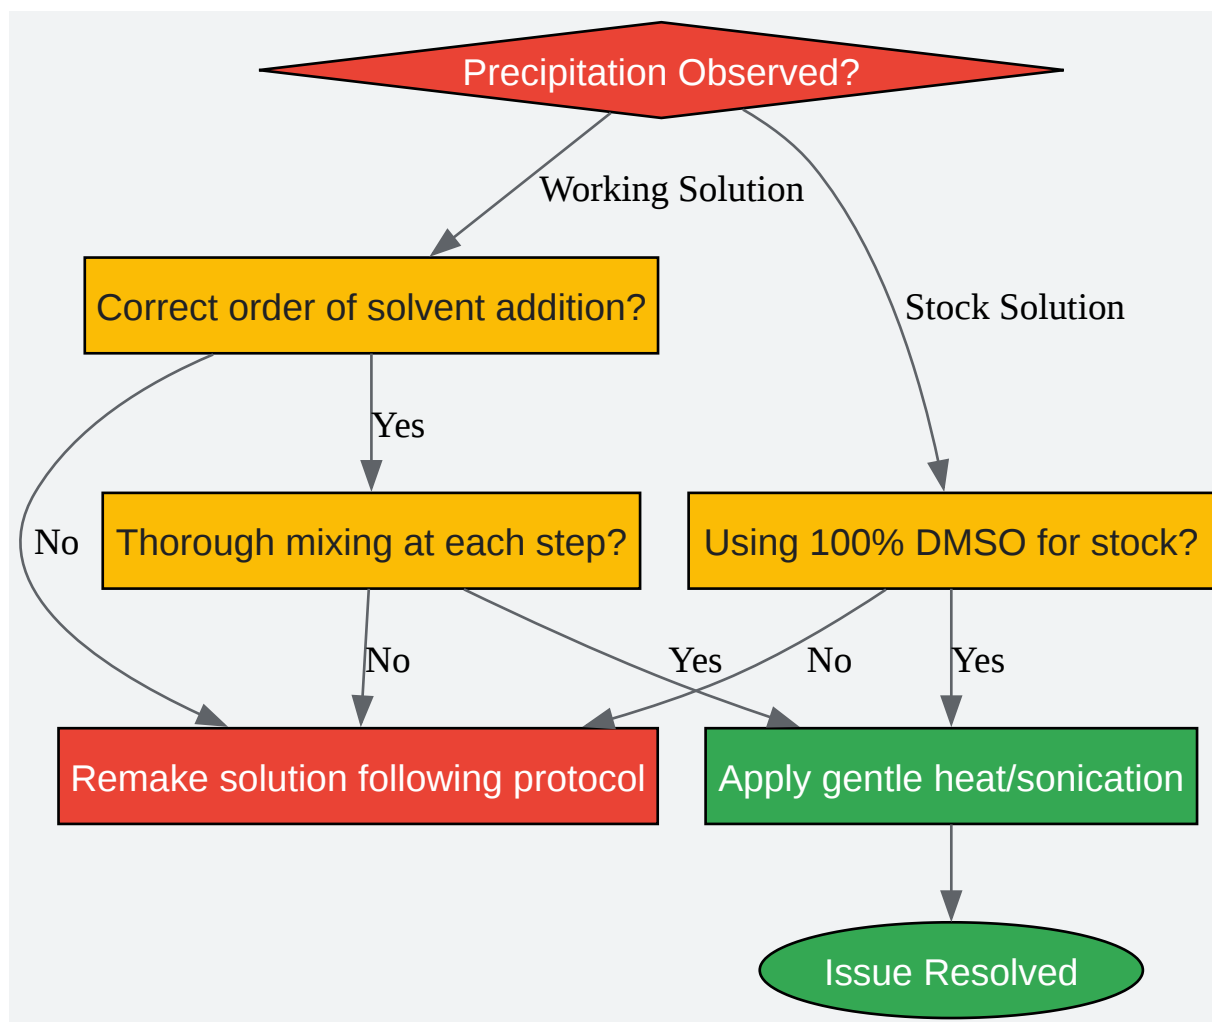 Precipitation Observed?
Working Solution
Correct order of solvent addition?
Stock Solution
Yes
No
Thorough mixing at each step?
Using 100% DMSO for stock?
No
Yes
No
Yes
Remake solution following protocol
Apply gentle heat/sonication
Issue Resolved